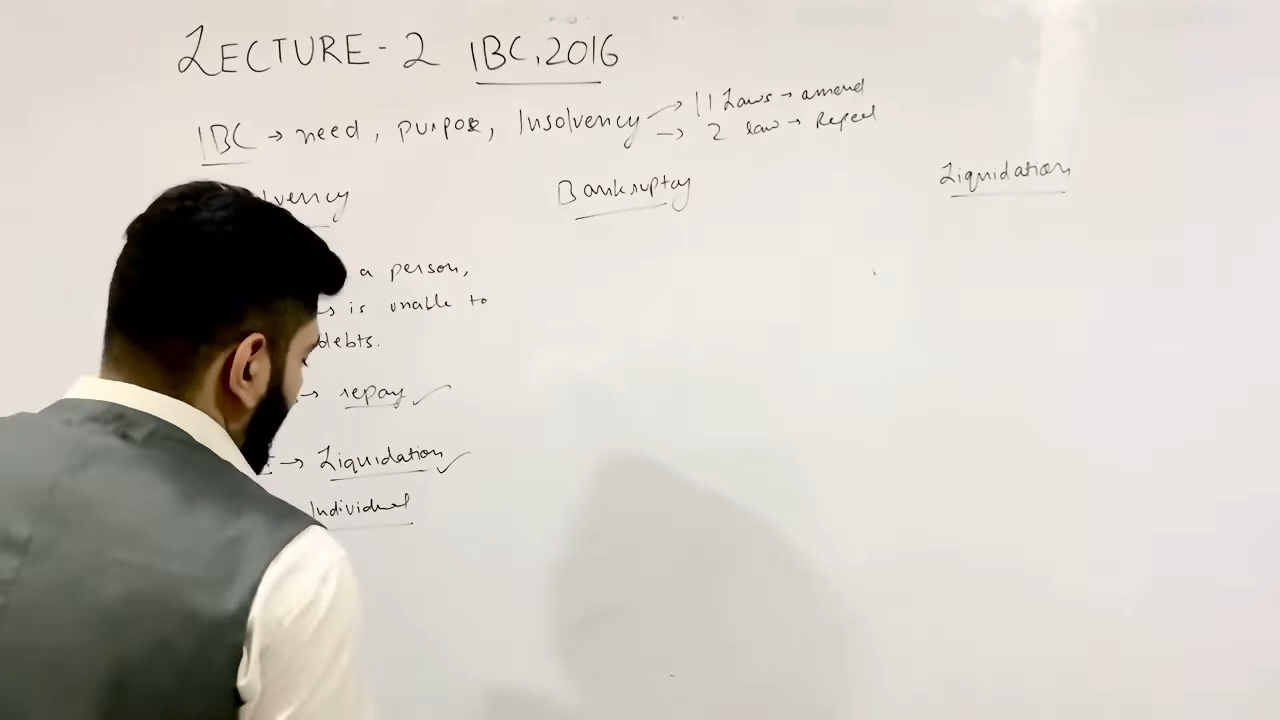 LECTURE - 2 IBC, 2016
IBC → need, purpose, Insolvency → 11 Laws → amend
→ 2 law → Repeal
vency
Bankruptcy
Liquidation
a person,
is unable to
debts.
→ repay ✓
→ Liquidation ✓
Individual